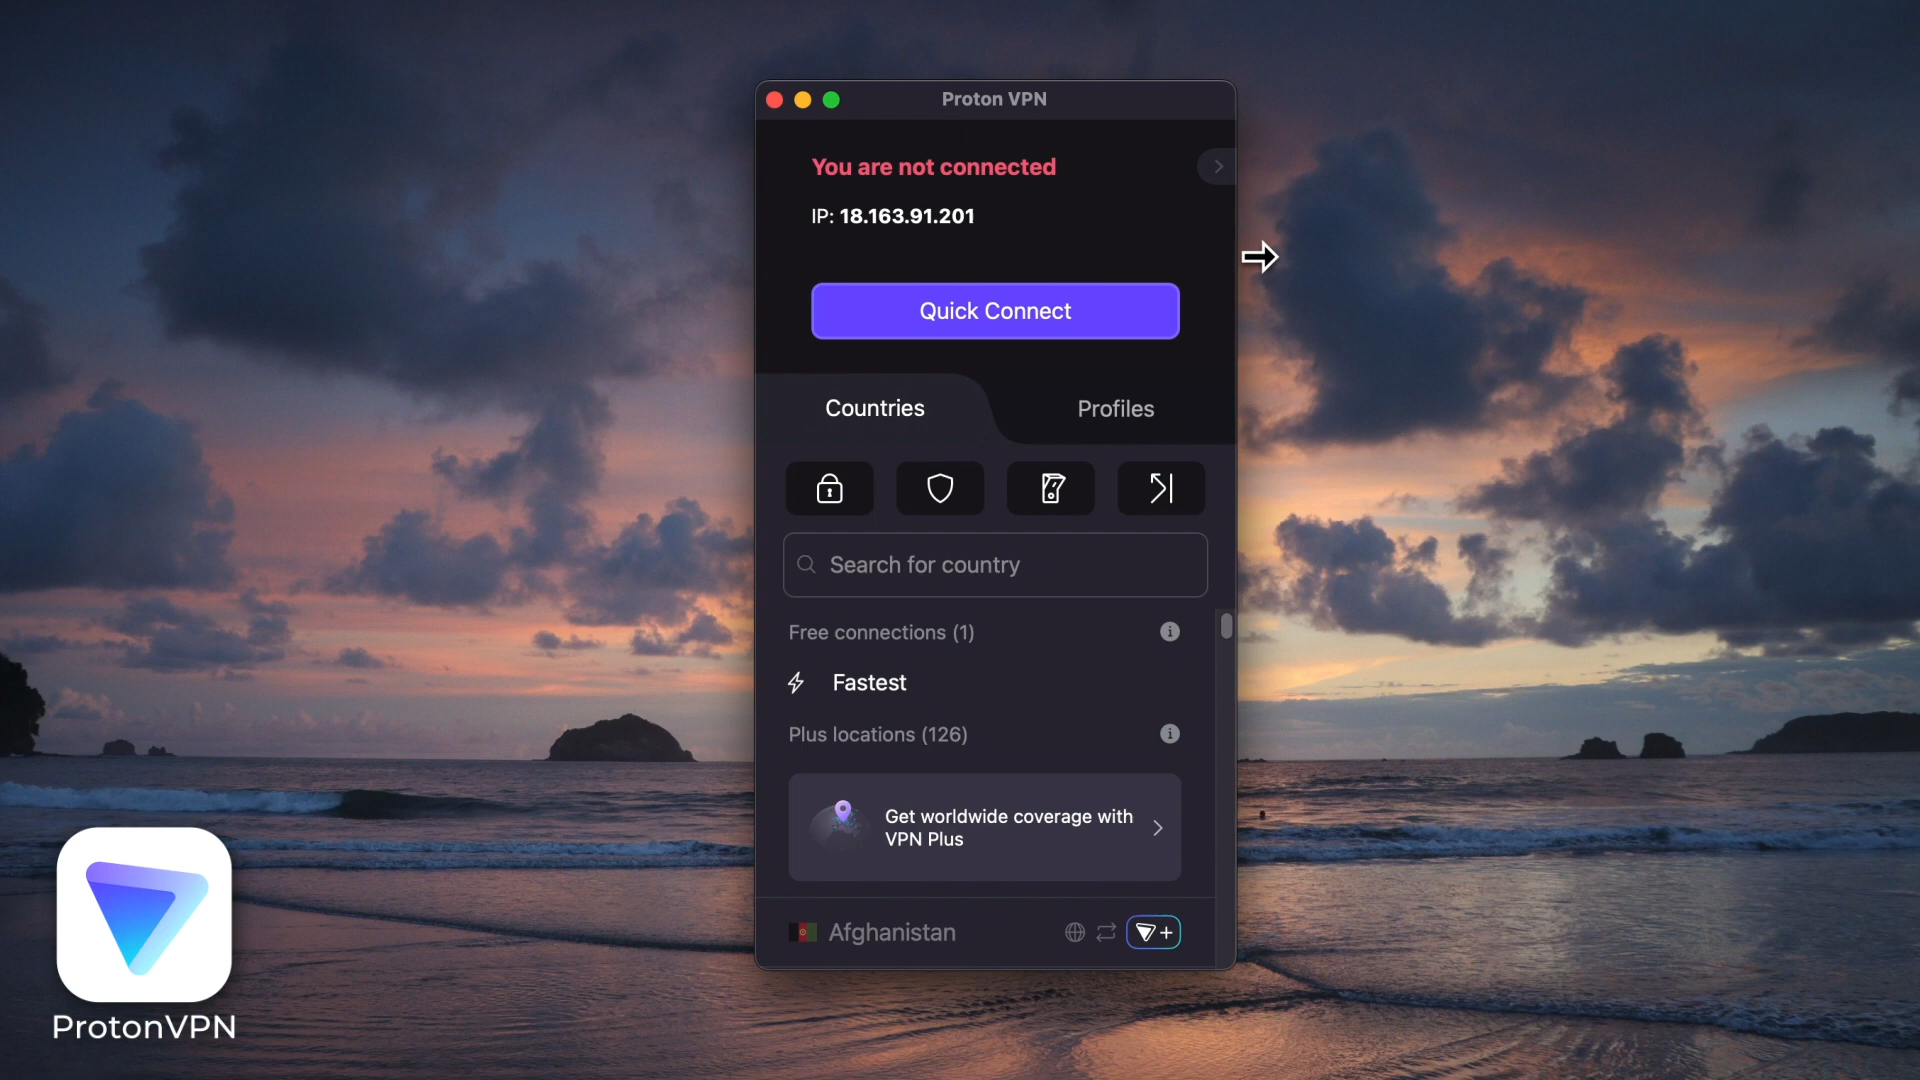 Proton VPN
You are not connected
IP: 18.163.91.201
Quick Connect
Countries
Profiles
Search for country
Free connections (1)
Fastest
Plus locations (126)
Get worldwide coverage with
VPN Plus
Afghanistan
ProtonVPN